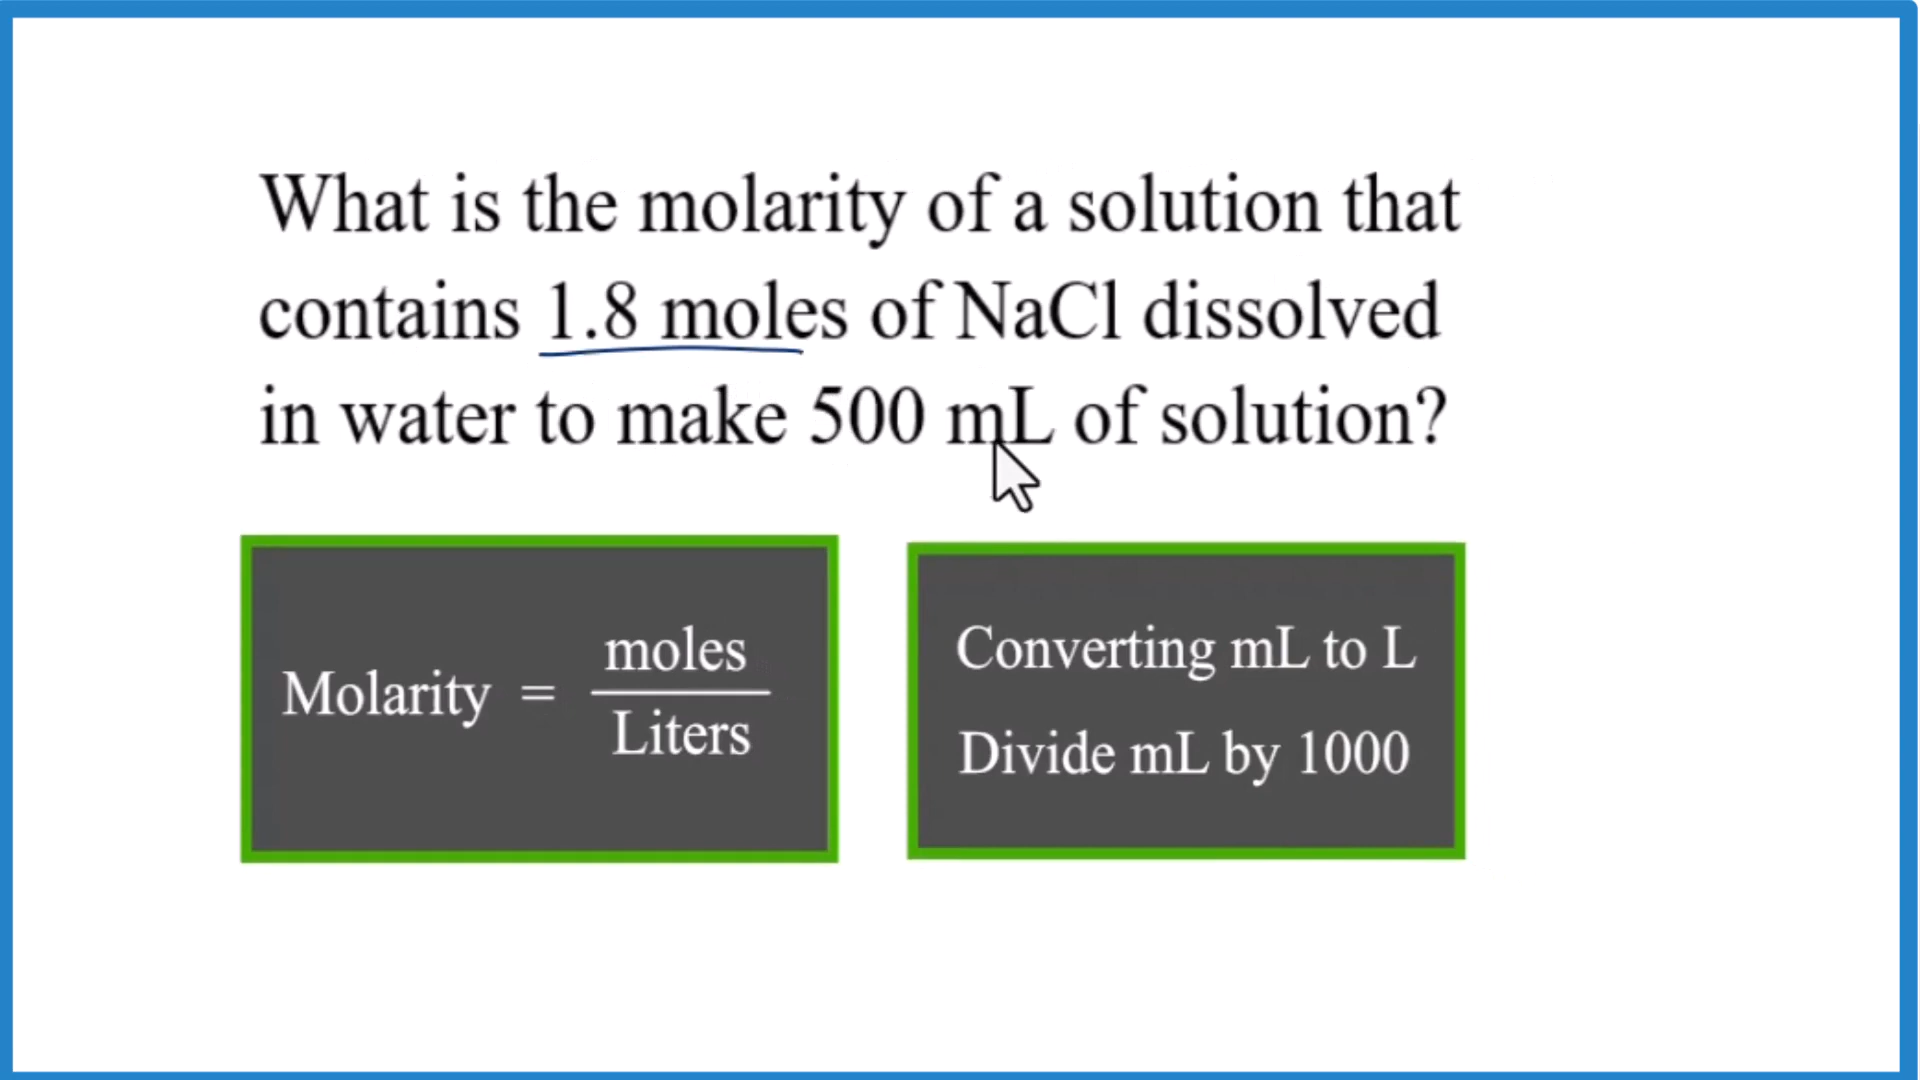 What is the molarity of a solution that
contains 1.8 moles of NaCl dissolved
in water to make 500 mL of solution?
Molarity = moles
Liters
Converting mL to L
Divide mL by 1000